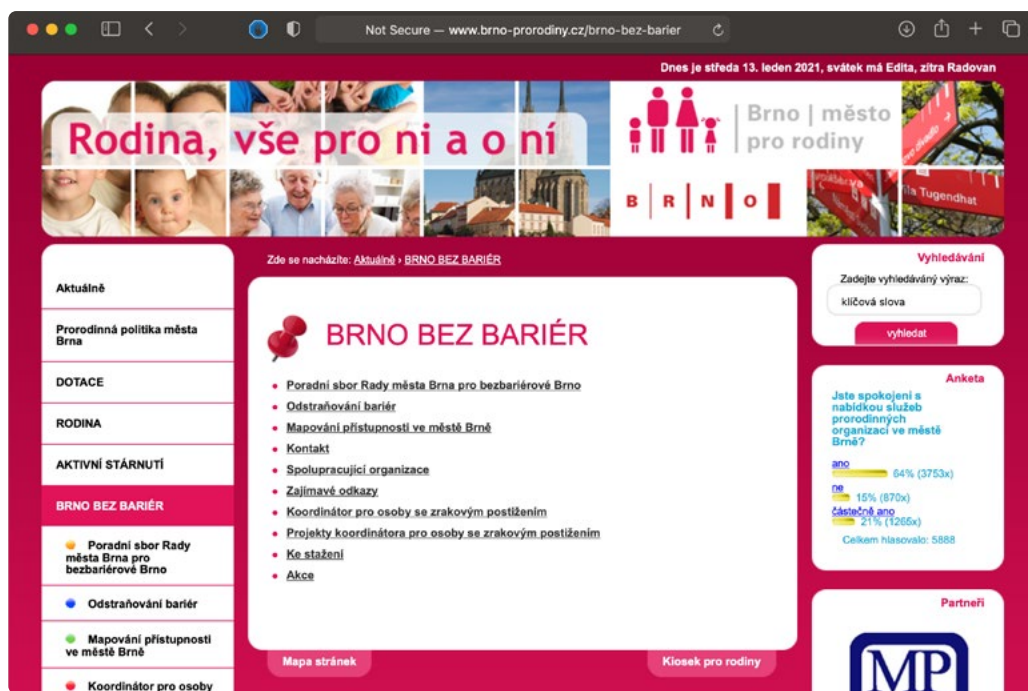 Not Secure — www.brno-prorodiny.cz/brno-bez-barier
Dnes je středa 13. leden 2021, svátek má Edita, zítra Radovan
Rodina, vše pro ni a o ní
Brno | město
pro rodiny
B | R | N | O |
ovo divadlo
vila Tugendhat
Aktuálně
Prorodinná politika města
Brna
DOTACE
RODINA
AKTIVNÍ STÁRNUTÍ
BRNO BEZ BARIÉR
Poradní sbor Rady
města Brna pro
bezbariérové Brno
Odstraňování bariér
Mapování přístupnosti
ve městě Brně
Koordinátor pro osoby
Zde se nacházíte: Aktuálně › BRNO BEZ BARIÉR
BRNO BEZ BARIÉR
Poradní sbor Rady města Brna pro bezbariérové Brno
Odstraňování bariér
Mapování přístupnosti ve městě Brně
Kontakt
Spolupracující organizace
Zajímavé odkazy
Koordinátor pro osoby se zrakovým postižením
Projekty koordinátora pro osoby se zrakovým postižením
Ke stažení
Akce
Mapa stránek
Kiosek pro rodiny
Vyhledávání
Zadejte vyhledáváný výraz:
klíčová slova
vyhledat
Anketa
Jste spokojeni s
nabídkou služeb
prorodinných
organizací ve městě
Brně?
ano
64% (3753x)
ne
15% (870x)
částečně ano
21% (1265x)
Celkem hlasovalo: 5888
Partneři
MP